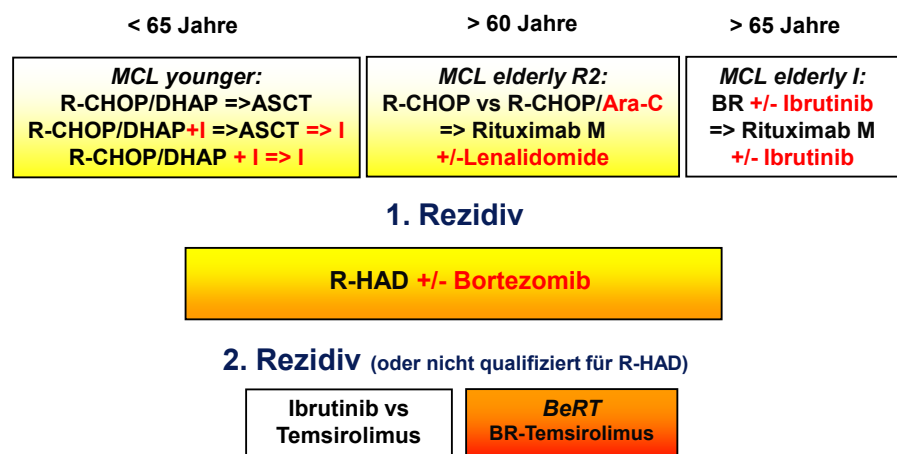 < 65 Jahre
> 60 Jahre
> 65 Jahre
MCL younger:
R-CHOP/DHAP =>ASCT
R-CHOP/DHAP+I =>ASCT => I
R-CHOP/DHAP + I => I
MCL elderly R2:
R-CHOP vs R-CHOP/Ara-C
=> Rituximab M
+/-Lenalidomide
MCL elderly I:
BR +/- Ibrutinib
=> Rituximab M
+/- Ibrutinib
1. Rezidiv
R-HAD +/- Bortezomib
2. Rezidiv (oder nicht qualifiziert für R-HAD)
Ibrutinib vs
Temsirolimus
BeRT
BR-Temsirolimus